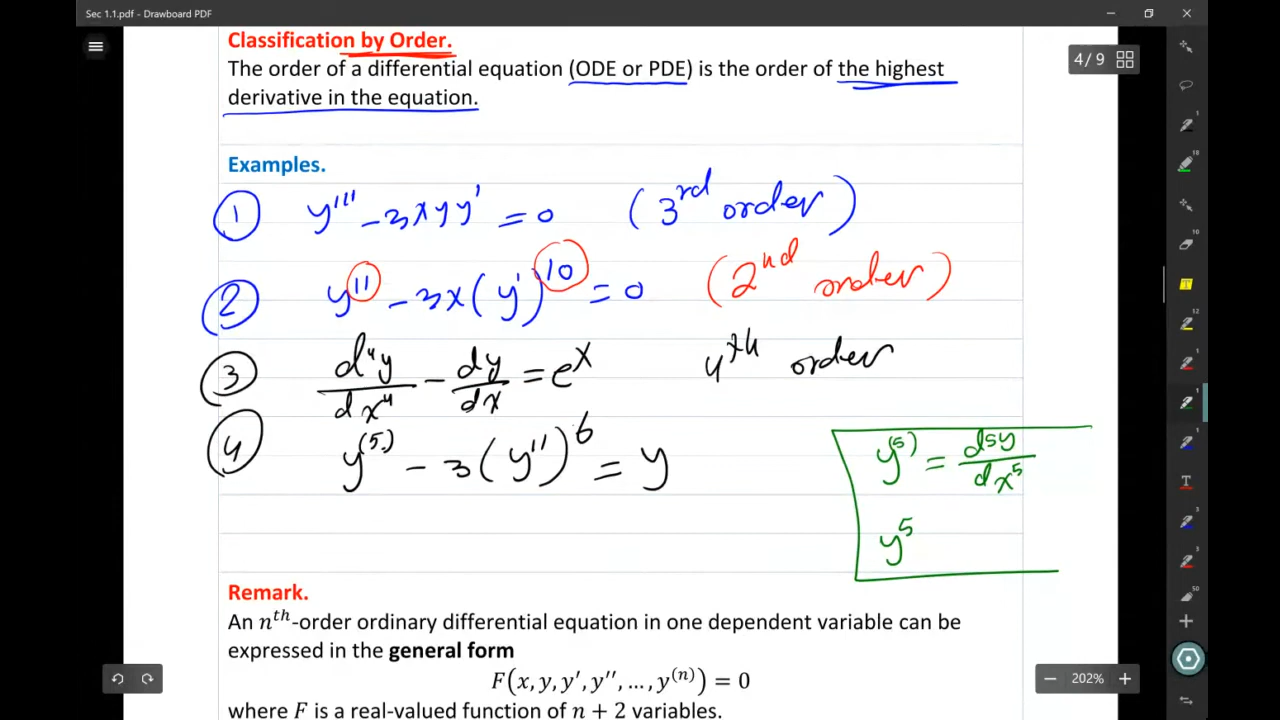 Sec 1.1.pdf - Drawboard PDF
Classification by Order.
4 / 9
The order of a differential equation (ODE or PDE) is the order of the highest
derivative in the equation.
Examples.
① y''' - 3xyy' = 0 (3rd order)
② y'' - 3x(y')^10 = 0 (2nd order)
③ d⁴y/dx⁴ - dy/dx = e^x 4th order
④ y^(5) - 3(y'')^6 = y
y^(5) = d⁵y/dx⁵
y⁵
Remark.
An n^th-order ordinary differential equation in one dependent variable can be
expressed in the general form
F(x, y, y', y'', ..., y^(n)) = 0
202%
where F is a real-valued function of n + 2 variables.